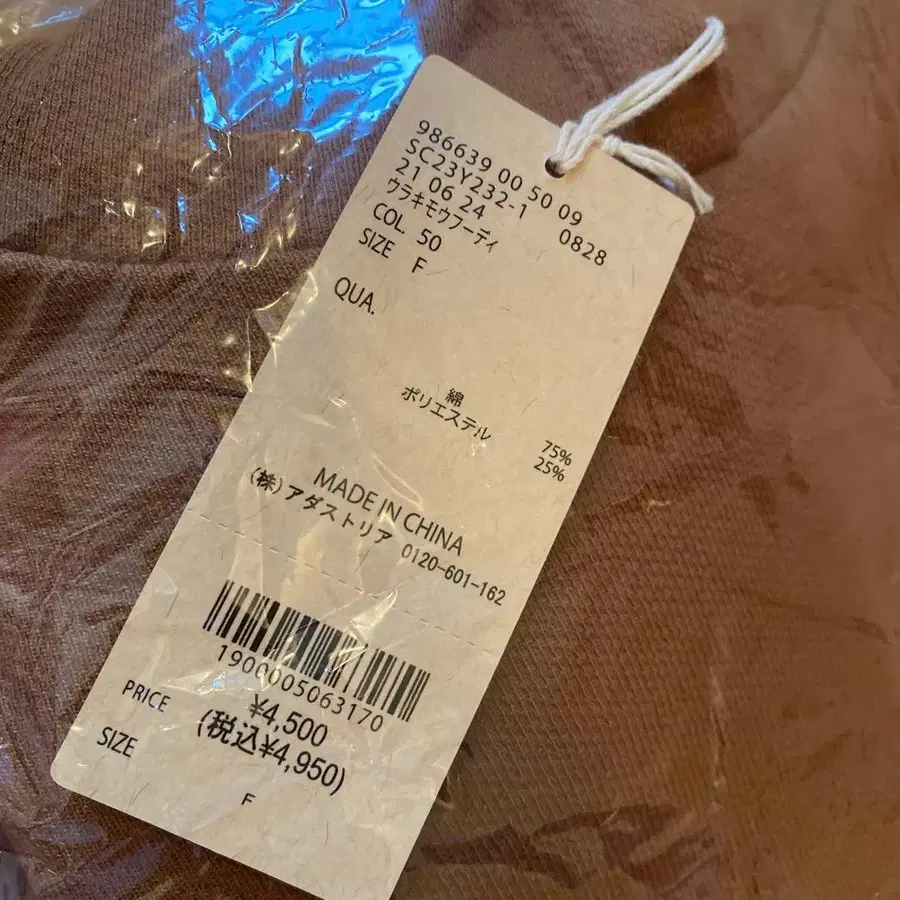 986639 00 50 09
SC23Y232-1
21 06 24 0828
ウラキモウフーディ
COL. 50
SIZE F
QUA.
綿 75%
ポリエステル 25%
MADE IN CHINA
(株)アダストリア 0120-601-162
1900005063170
PRICE ¥4,500
(税込¥4,950)
SIZE F